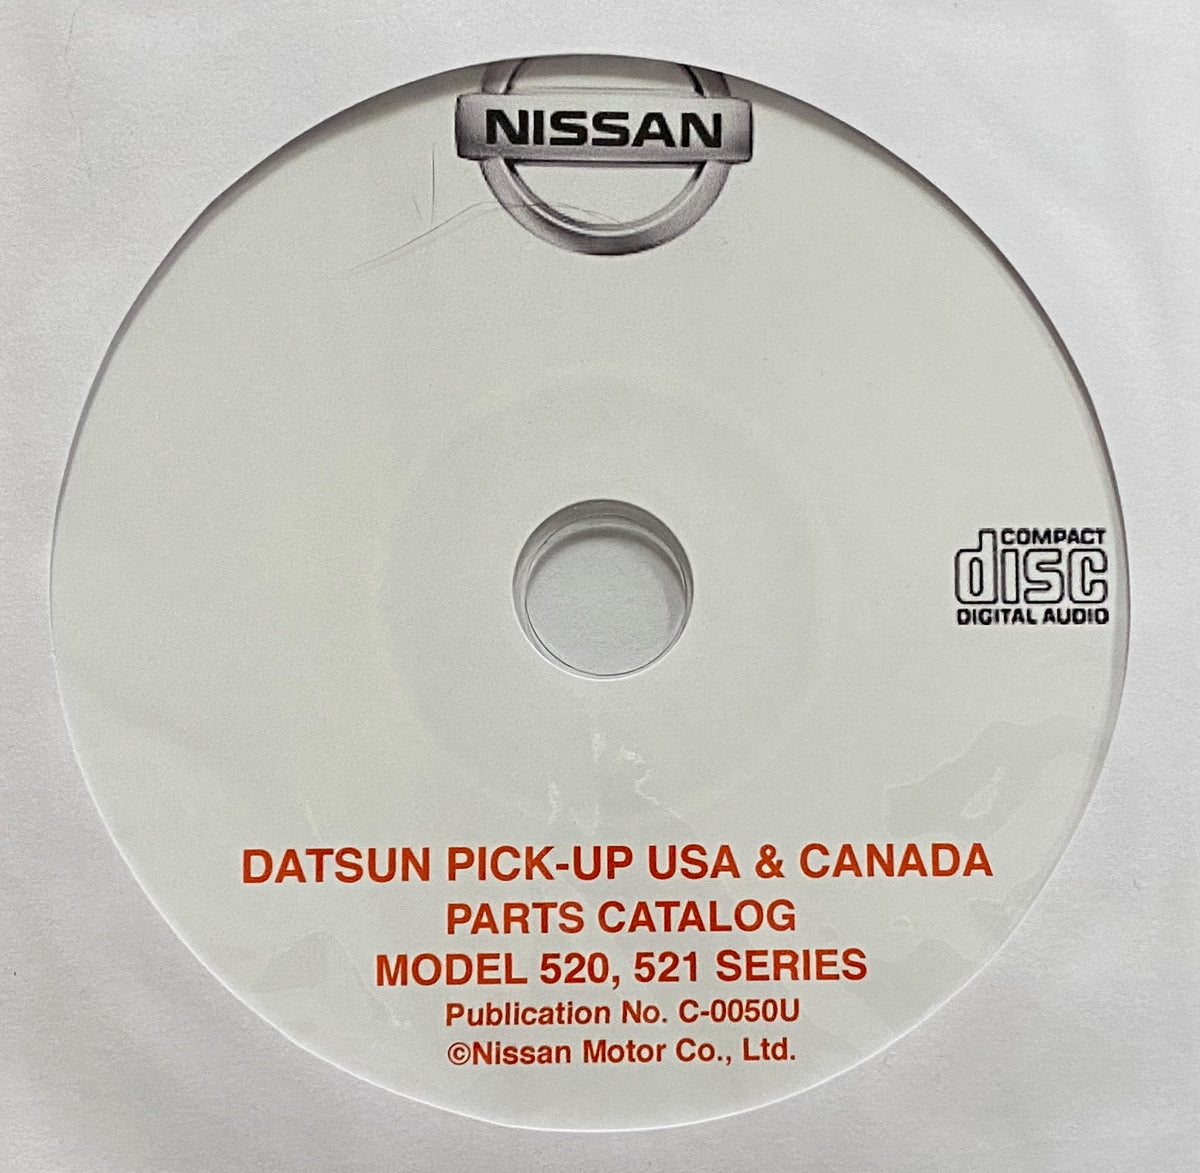 NISSAN
COMPACT
disc
DIGITAL AUDIO
DATSUN PICK-UP USA & CANADA
PARTS CATALOG
MODEL 520, 521 SERIES
Publication No. C-0050U
©Nissan Motor Co., Ltd.